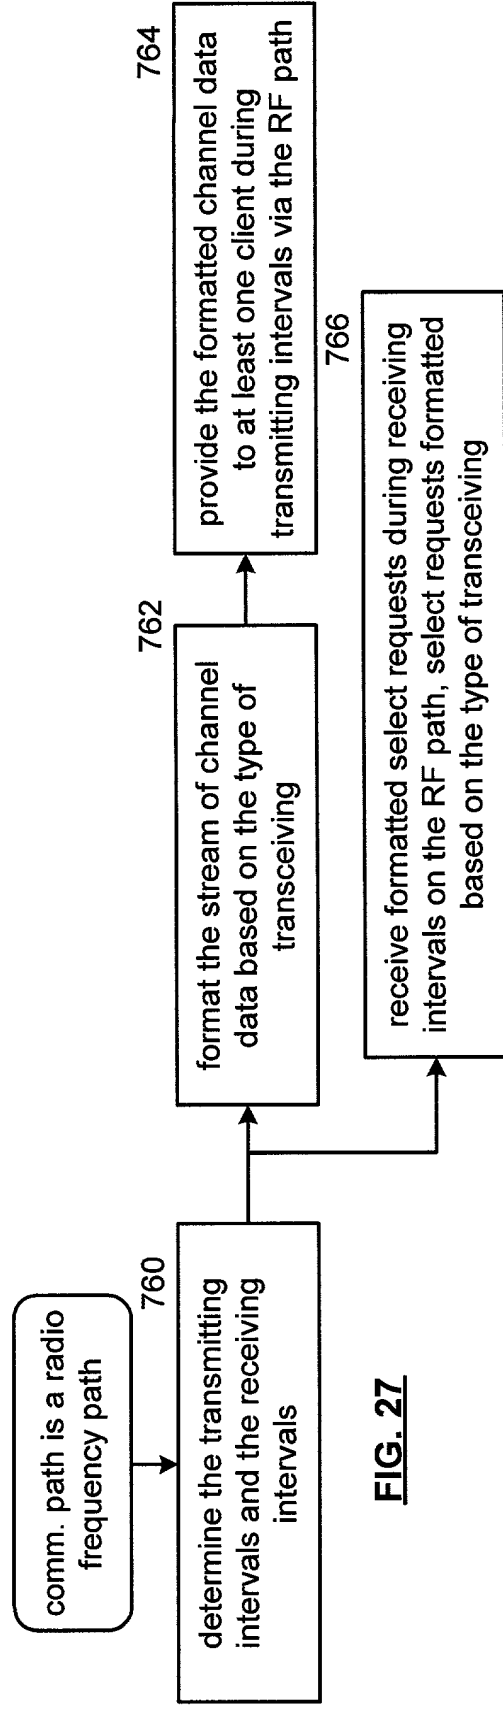 comm. path is a radio
frequency path
760
determine the transmitting
intervals and the receiving
intervals
762
format the stream of channel
data based on the type of
transceiving
764
provide the formatted channel data
to at least one client during
transmitting intervals via the RF path
766
receive formatted select requests during receiving
intervals on the RF path, select requests formatted
based on the type of transceiving
FIG. 27